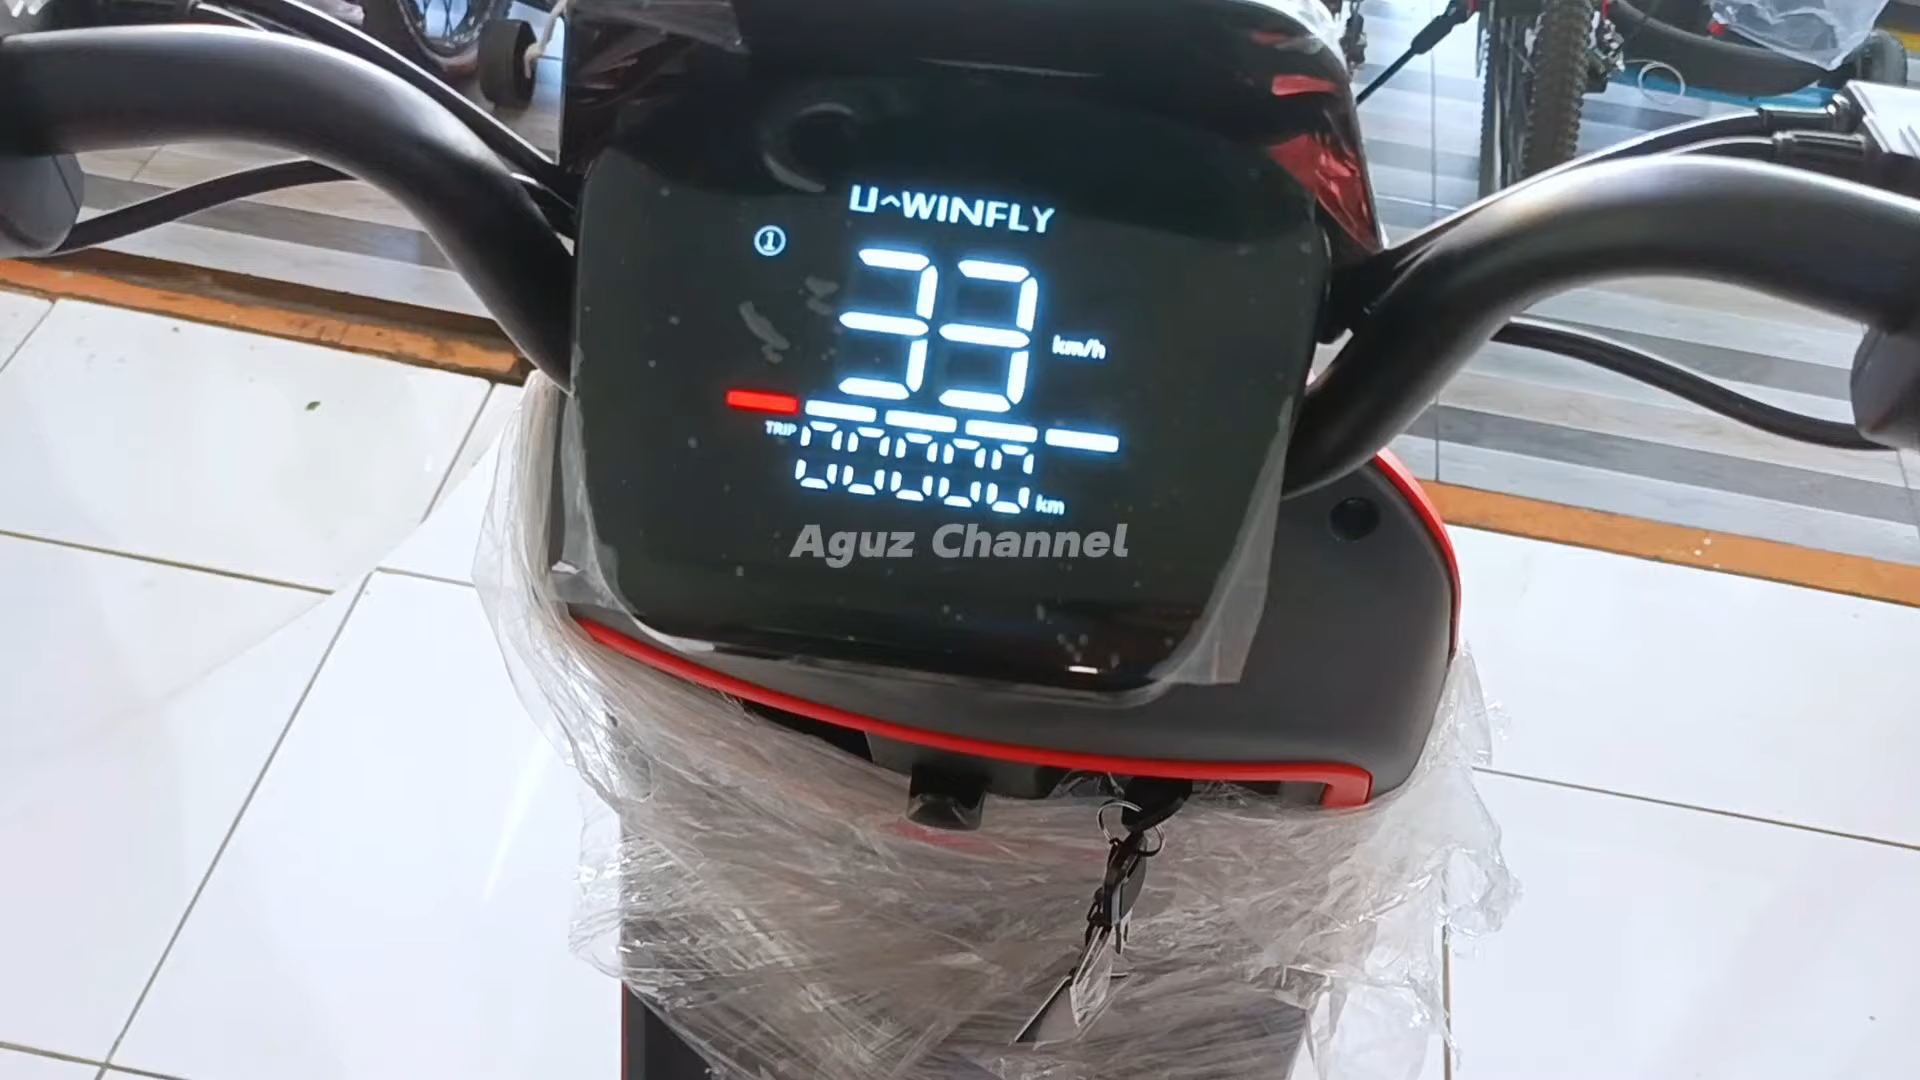 U^WINFLY
①
33
km/h
TRIP 00000 km
Aguz Channel